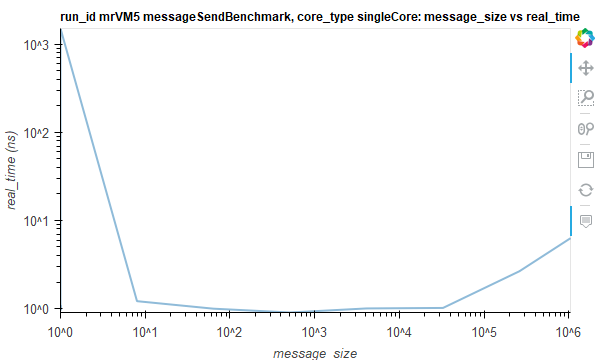 run_id mrVM5 messageSendBenchmark, core_type singleCore: message_size vs real_time
10^3
10^2
10^1
10^0
real_time (ns)
10^0 10^1 10^2 10^3 10^4 10^5 10^6
message_size